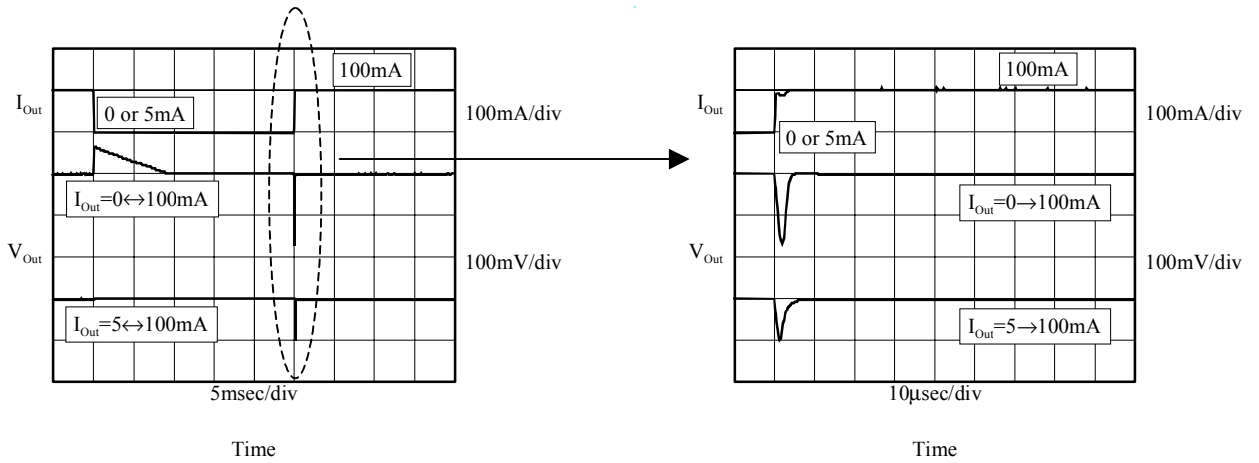 100mA
I_Out
0 or 5mA
100mA/div
I_Out=0↔100mA
V_Out
100mV/div
I_Out=5↔100mA
5msec/div
Time
100mA
I_Out
100mA/div
0 or 5mA
I_Out=0→100mA
V_Out
100mV/div
I_Out=5→100mA
10µsec/div
Time